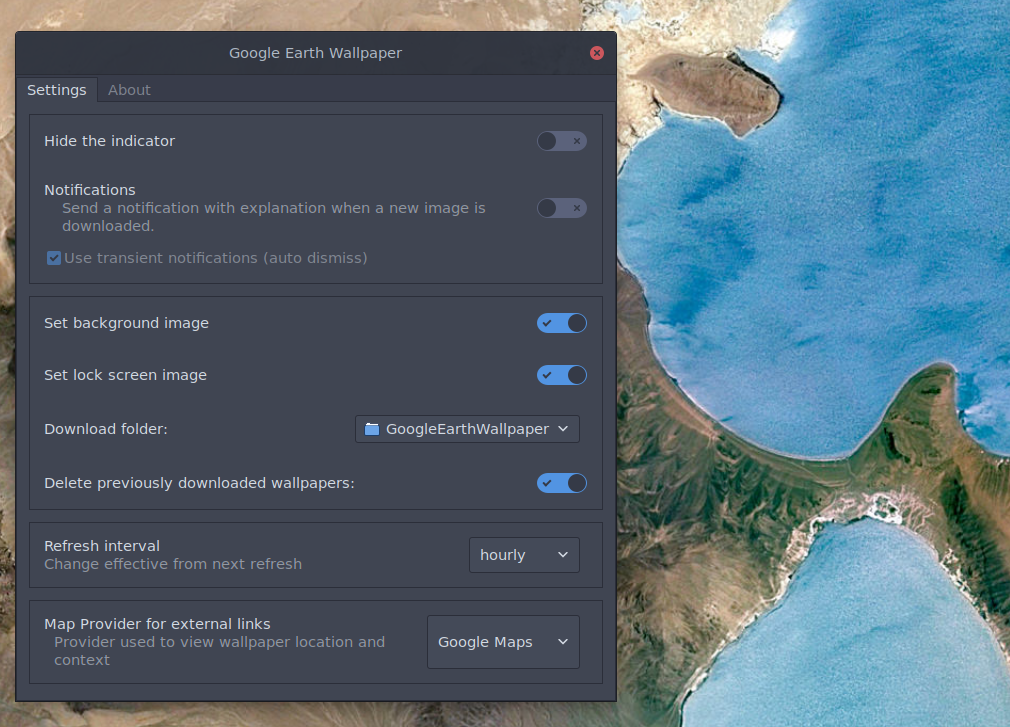 Google Earth Wallpaper
Settings
About
Hide the indicator
Notifications
Send a notification with explanation when a new image is
downloaded.
Use transient notifications (auto dismiss)
Set background image
Set lock screen image
Download folder:
GoogleEarthWallpaper
Delete previously downloaded wallpapers:
Refresh interval
Change effective from next refresh
hourly
Map Provider for external links
Provider used to view wallpaper location and
context
Google Maps